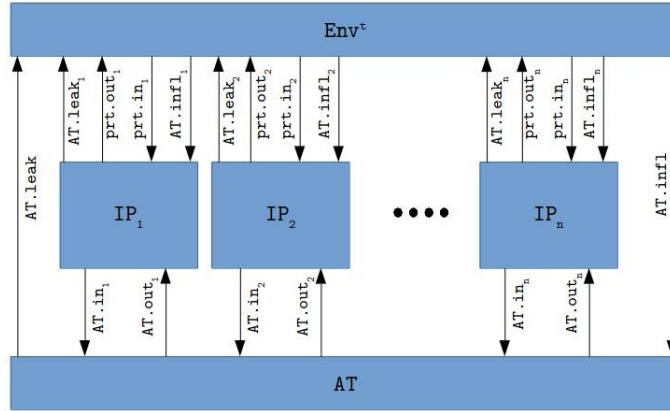 Env^t
AT.leak
AT.leak_1
prt.out_1
prt.in_1
AT.infl_1
AT.leak_2
prt.out_2
prt.in_2
AT.infl_2
AT.leak_n
prt.out_n
prt.in_n
AT.infl_n
AT.infl
IP_1
IP_2
IP_n
AT.in_1
AT.out_1
AT.in_2
AT.out_2
AT.in_n
AT.out_n
AT